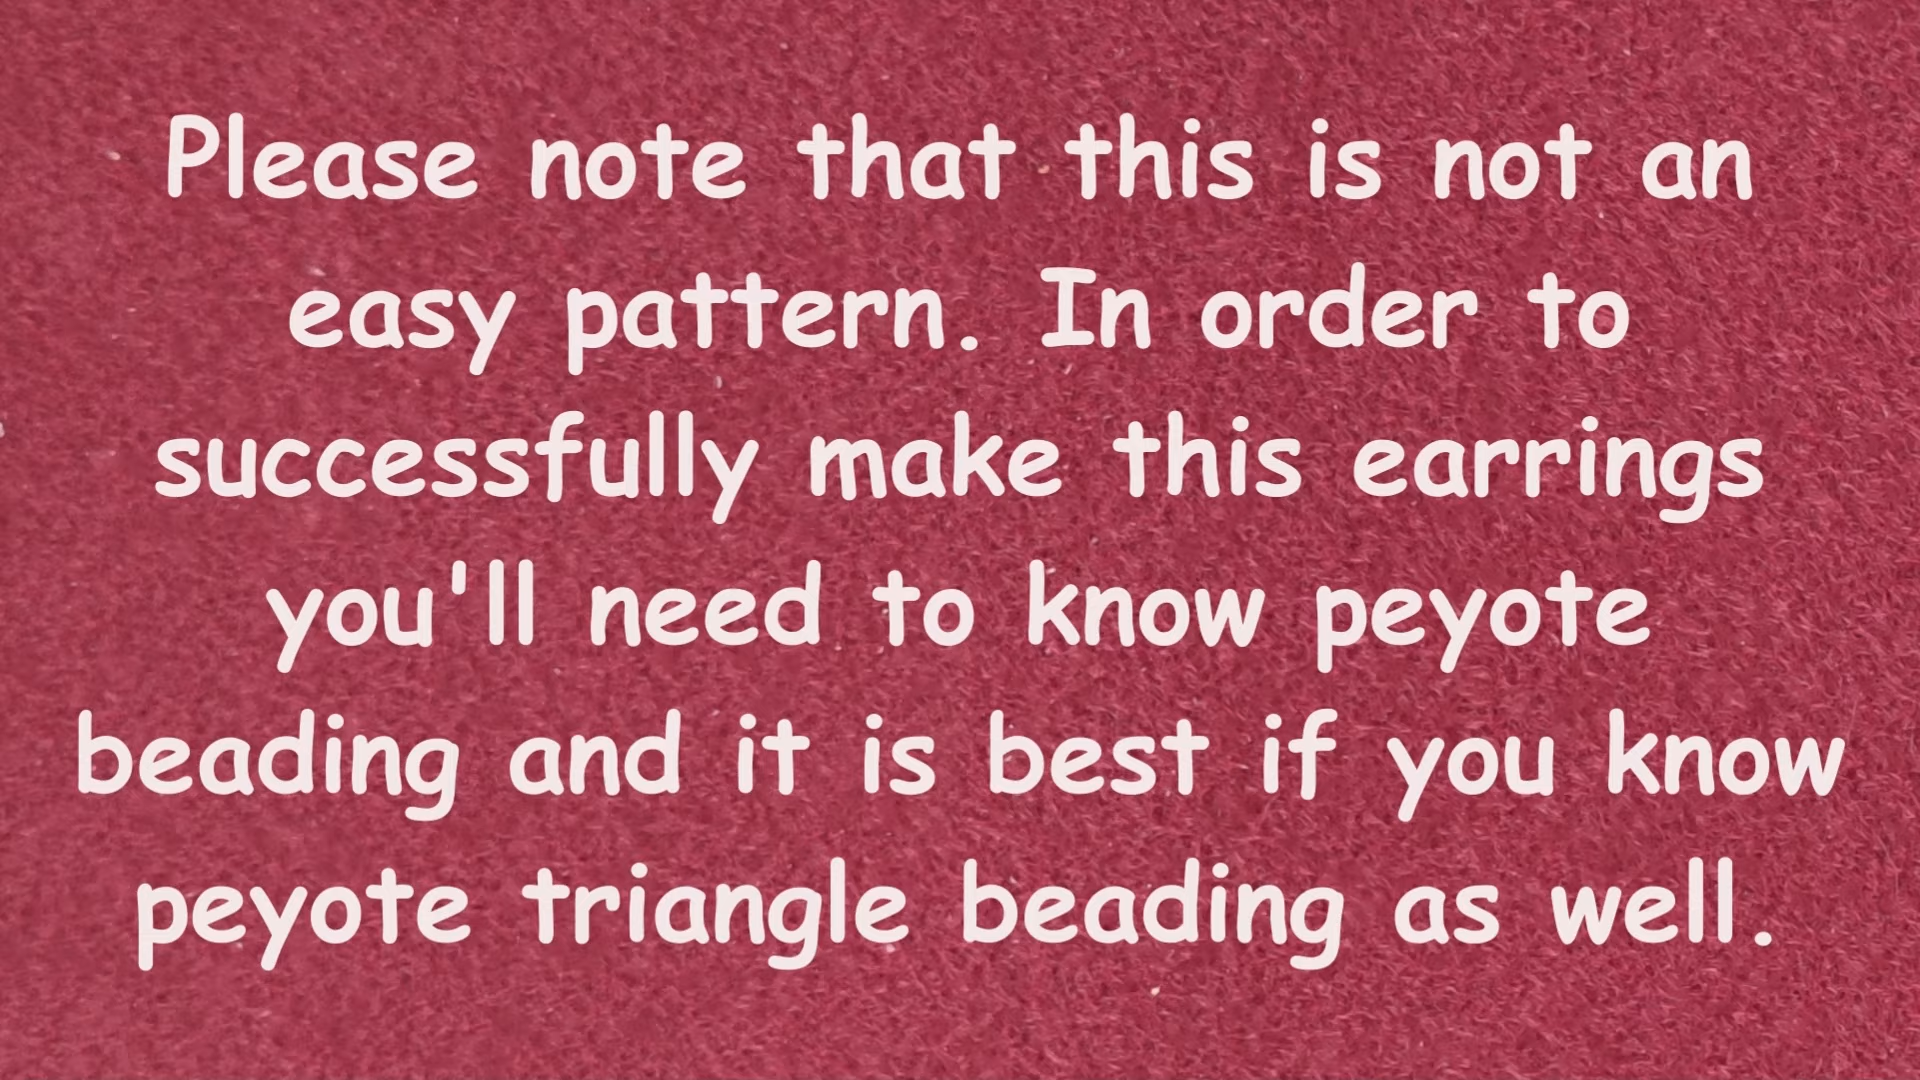 Please note that this is not an
easy pattern. In order to
successfully make this earrings
you'll need to know peyote
beading and it is best if you know
peyote triangle beading as well.